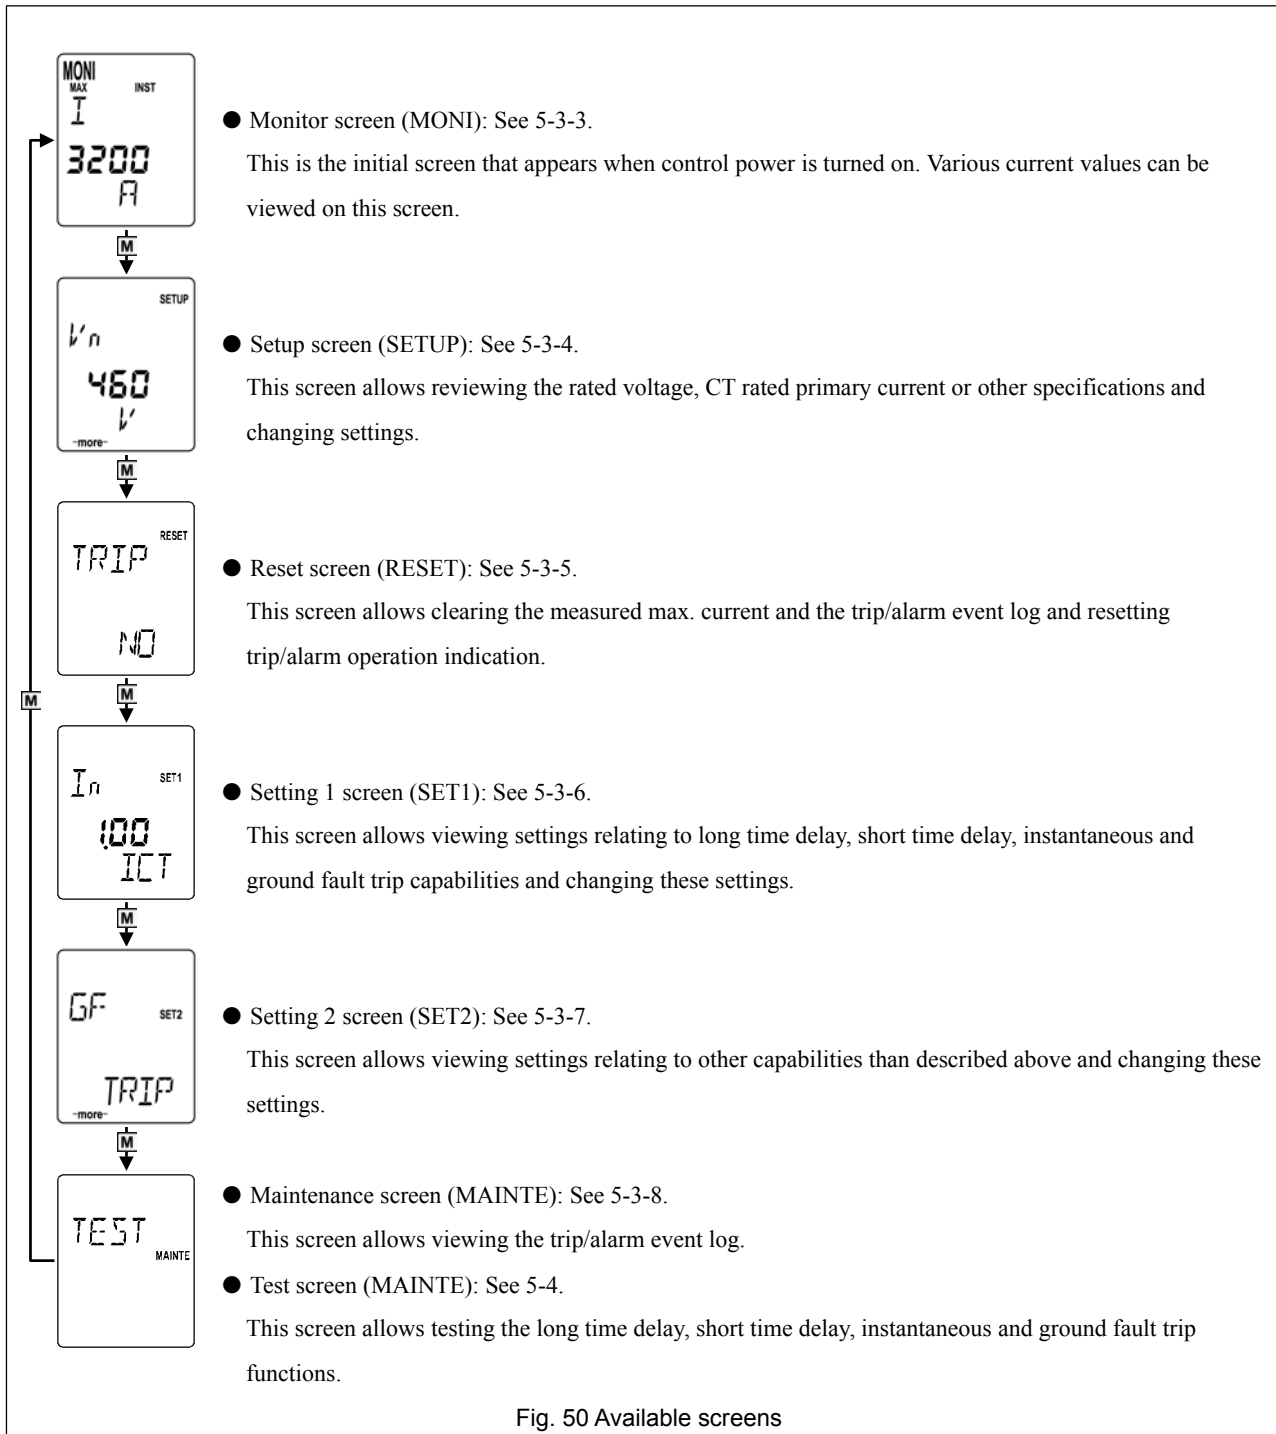 MONI
MAX INST
I
3200
A
● Monitor screen (MONI): See 5-3-3.
This is the initial screen that appears when control power is turned on. Various current values can be
viewed on this screen.
M
SETUP
Vn
460
V
-more-
● Setup screen (SETUP): See 5-3-4.
This screen allows reviewing the rated voltage, CT rated primary current or other specifications and
changing settings.
M
RESET
TRIP
NO
● Reset screen (RESET): See 5-3-5.
This screen allows clearing the measured max. current and the trip/alarm event log and resetting
trip/alarm operation indication.
M
M
In SET1
1.00
ICT
● Setting 1 screen (SET1): See 5-3-6.
This screen allows viewing settings relating to long time delay, short time delay, instantaneous and
ground fault trip capabilities and changing these settings.
M
GF SET2
TRIP
-more-
● Setting 2 screen (SET2): See 5-3-7.
This screen allows viewing settings relating to other capabilities than described above and changing these
settings.
M
TEST
MAINTE
● Maintenance screen (MAINTE): See 5-3-8.
This screen allows viewing the trip/alarm event log.
● Test screen (MAINTE): See 5-4.
This screen allows testing the long time delay, short time delay, instantaneous and ground fault trip
functions.
Fig. 50 Available screens